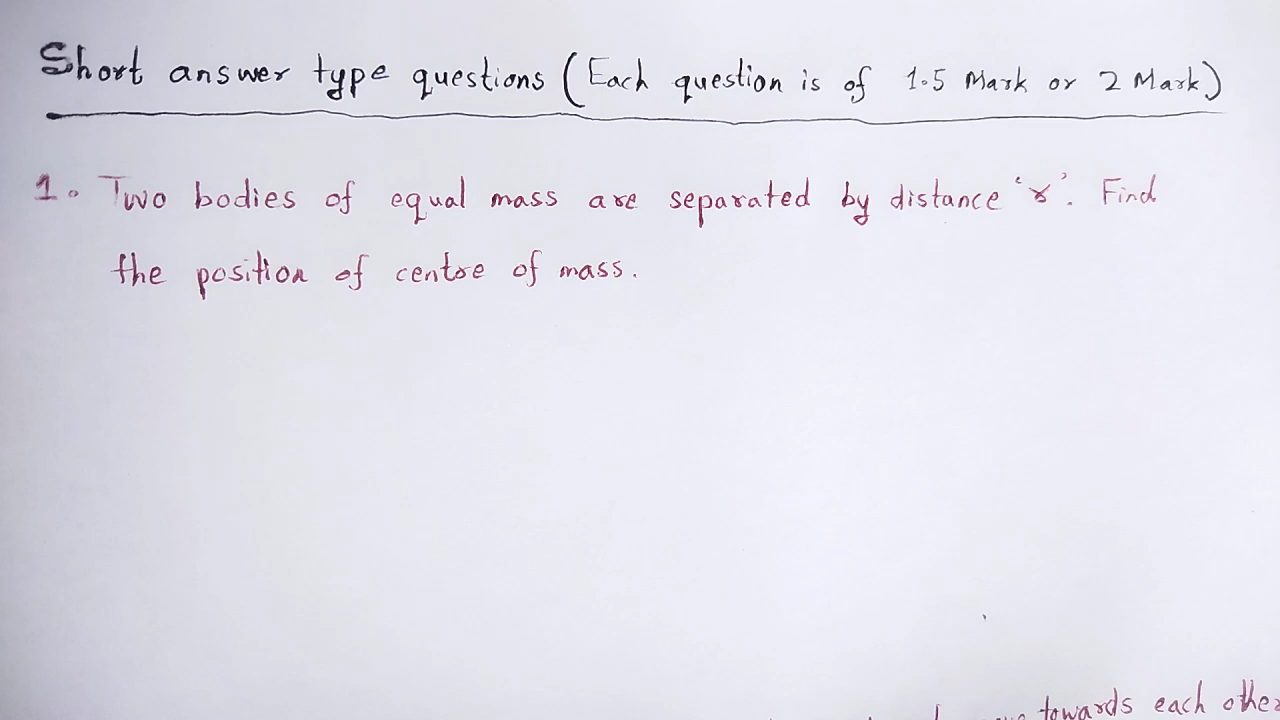 Short answer type questions (Each question is of 1.5 Mark or 2 Mark)
1. Two bodies of equal mass are separated by distance 'r'. Find
the position of centre of mass.
towards each other